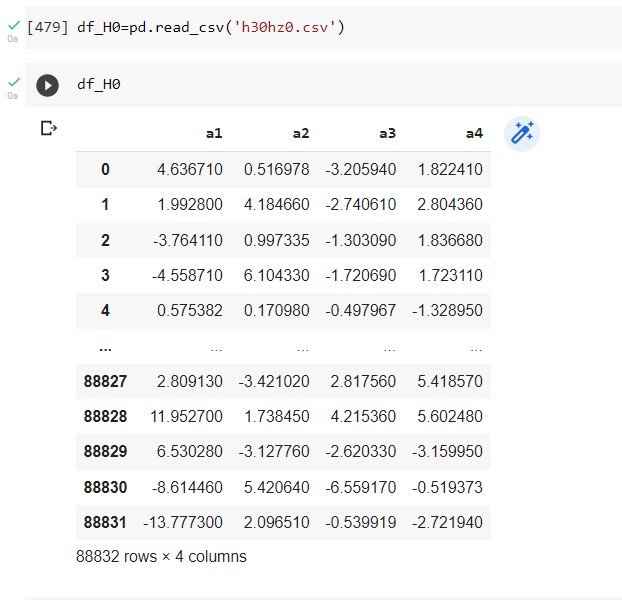 [479] df_H0=pd.read_csv('h30hz0.csv')
0s
df_H0
0s
a1 a2 a3 a4
0 4.636710 0.516978 -3.205940 1.822410
1 1.992800 4.184660 -2.740610 2.804360
2 -3.764110 0.997335 -1.303090 1.836680
3 -4.558710 6.104330 -1.720690 1.723110
4 0.575382 0.170980 -0.497967 -1.328950
... ... ... ... ...
88827 2.809130 -3.421020 2.817560 5.418570
88828 11.952700 1.738450 4.215360 5.602480
88829 6.530280 -3.127760 -2.620330 -3.159950
88830 -8.614460 5.420640 -6.559170 -0.519373
88831 -13.777300 2.096510 -0.539919 -2.721940
88832 rows × 4 columns